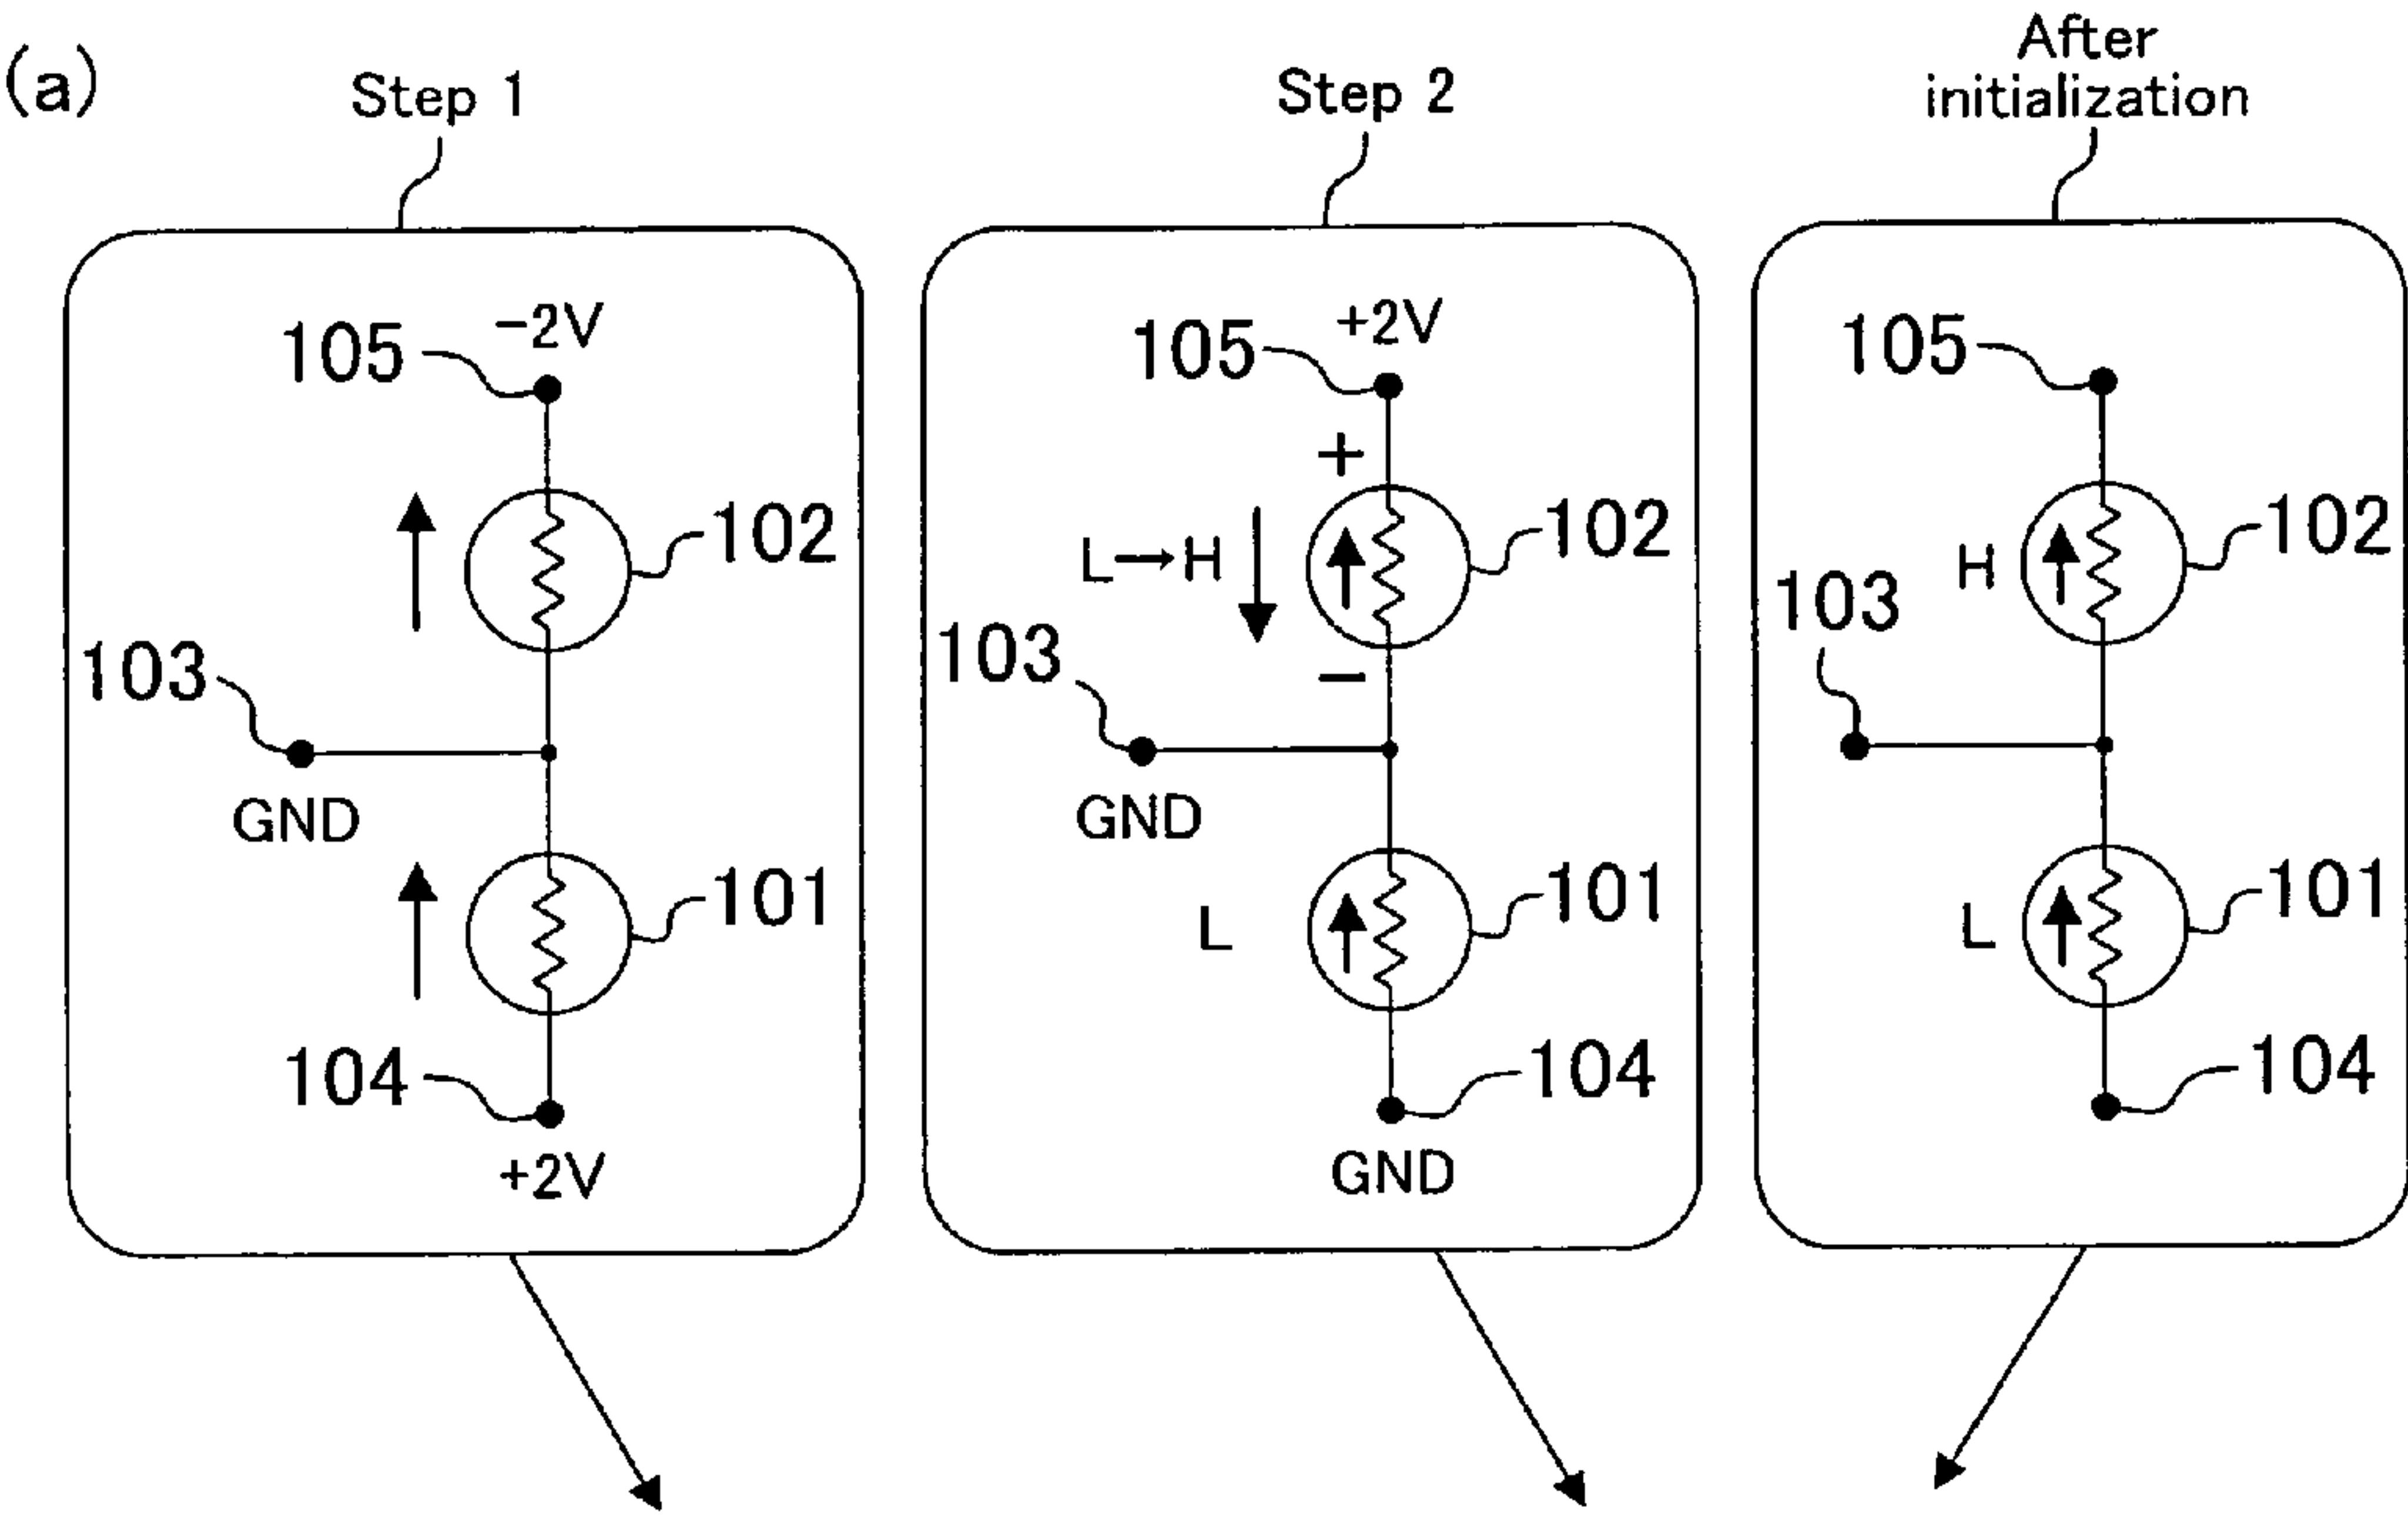 (a)
Step 1
105
-2V
102
103
GND
101
104
+2V
Step 2
105
+2V
+
L→H
102
103
−
GND
L
101
104
GND
After
initialization
105
H
102
103
L
101
104